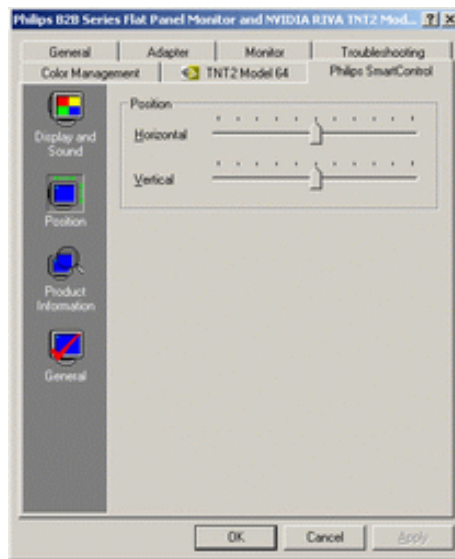 Philips B2B Series Flat Panel Monitor and NVIDIA RIVA TNT2 Mod...
General Adapter Monitor Troubleshooting
Color Management TNT2 Model 64 Philips SmartControl
Display and
Sound
Position
Product
Information
General
Position
Horizontal
Vertical
OK Cancel Apply